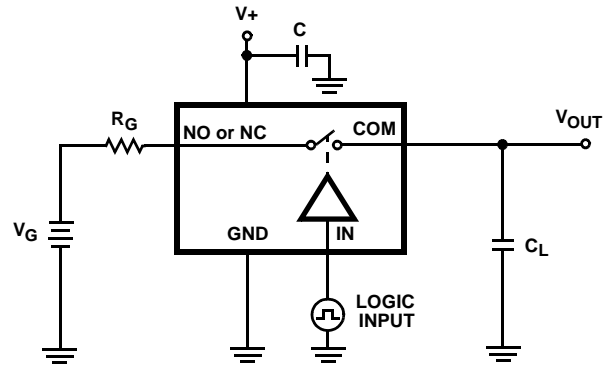 V+
C
RG
NO or NC
COM
VOUT
VG
GND
IN
CL
LOGIC
INPUT